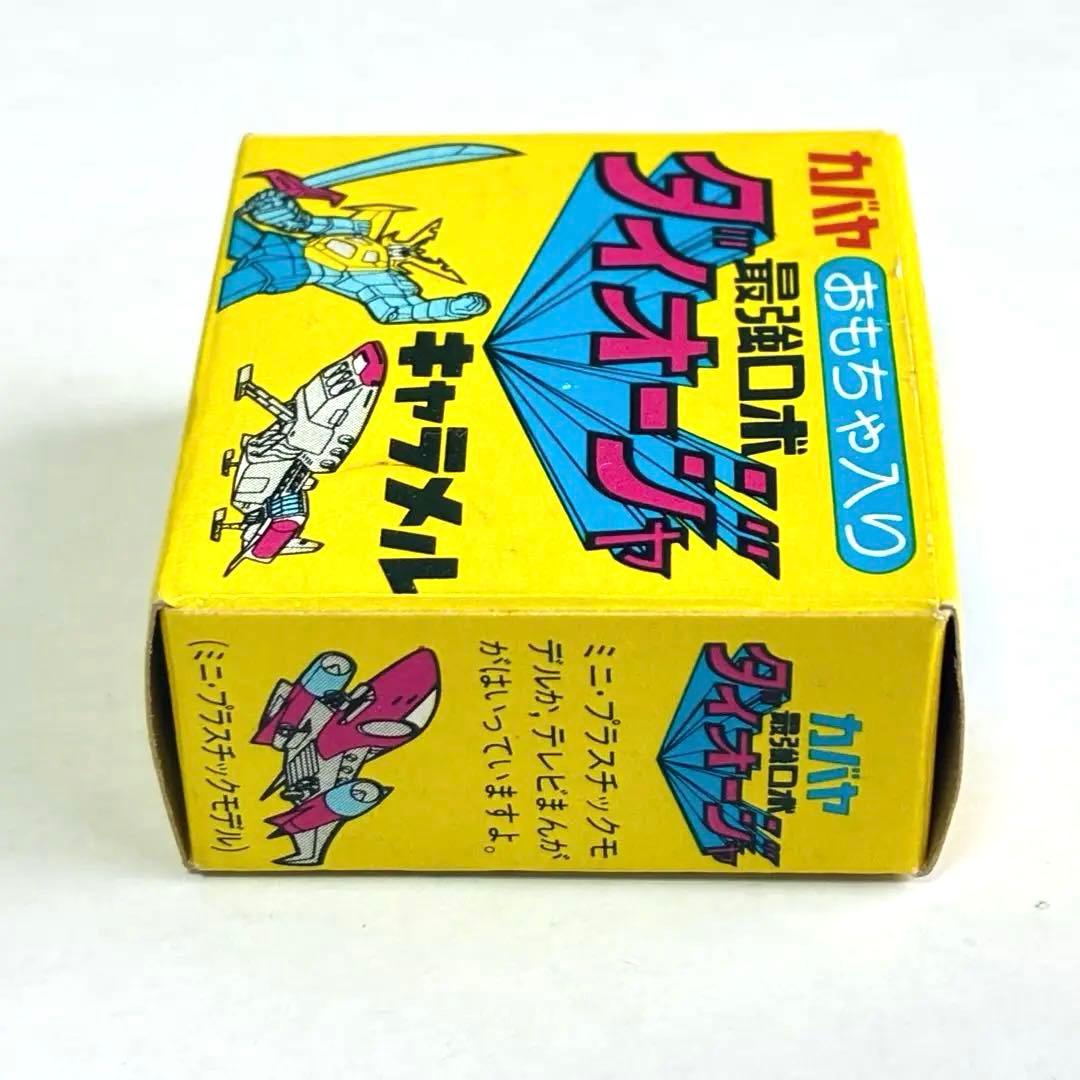 カバヤ
おもちゃ入り
最強ロボ
ダイオージャ
キャラメル
カバヤ
最強ロボ
ダイオージャ
ミニ・プラスチックモ
デルか,テレビまんが
がはいっていますよ。
(ミニ・プラスチックモデル)